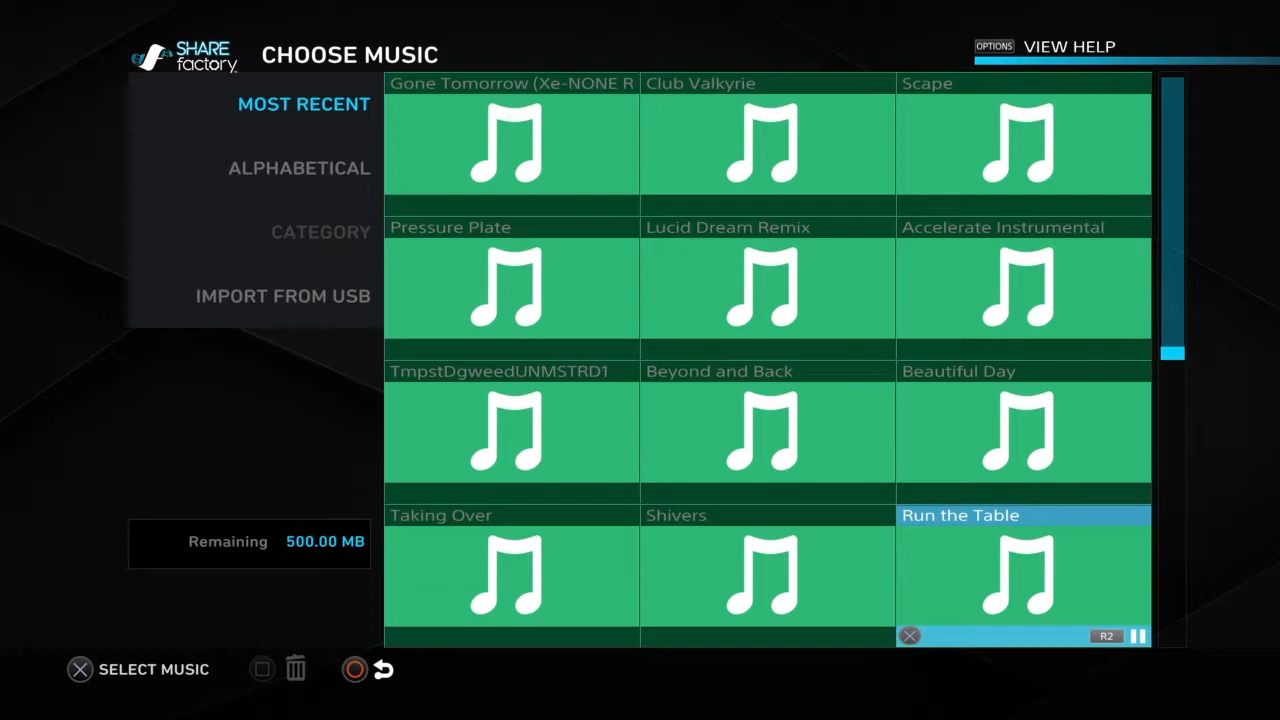 SHARE
factory™
CHOOSE MUSIC
OPTIONS VIEW HELP
MOST RECENT
ALPHABETICAL
CATEGORY
IMPORT FROM USB
Remaining 500.00 MB
Gone Tomorrow (Xe-NONE R
Club Valkyrie
Scape
Pressure Plate
Lucid Dream Remix
Accelerate Instrumental
TmpstDgweedUNMSTRD1
Beyond and Back
Beautiful Day
Taking Over
Shivers
Run the Table
R2
SELECT MUSIC